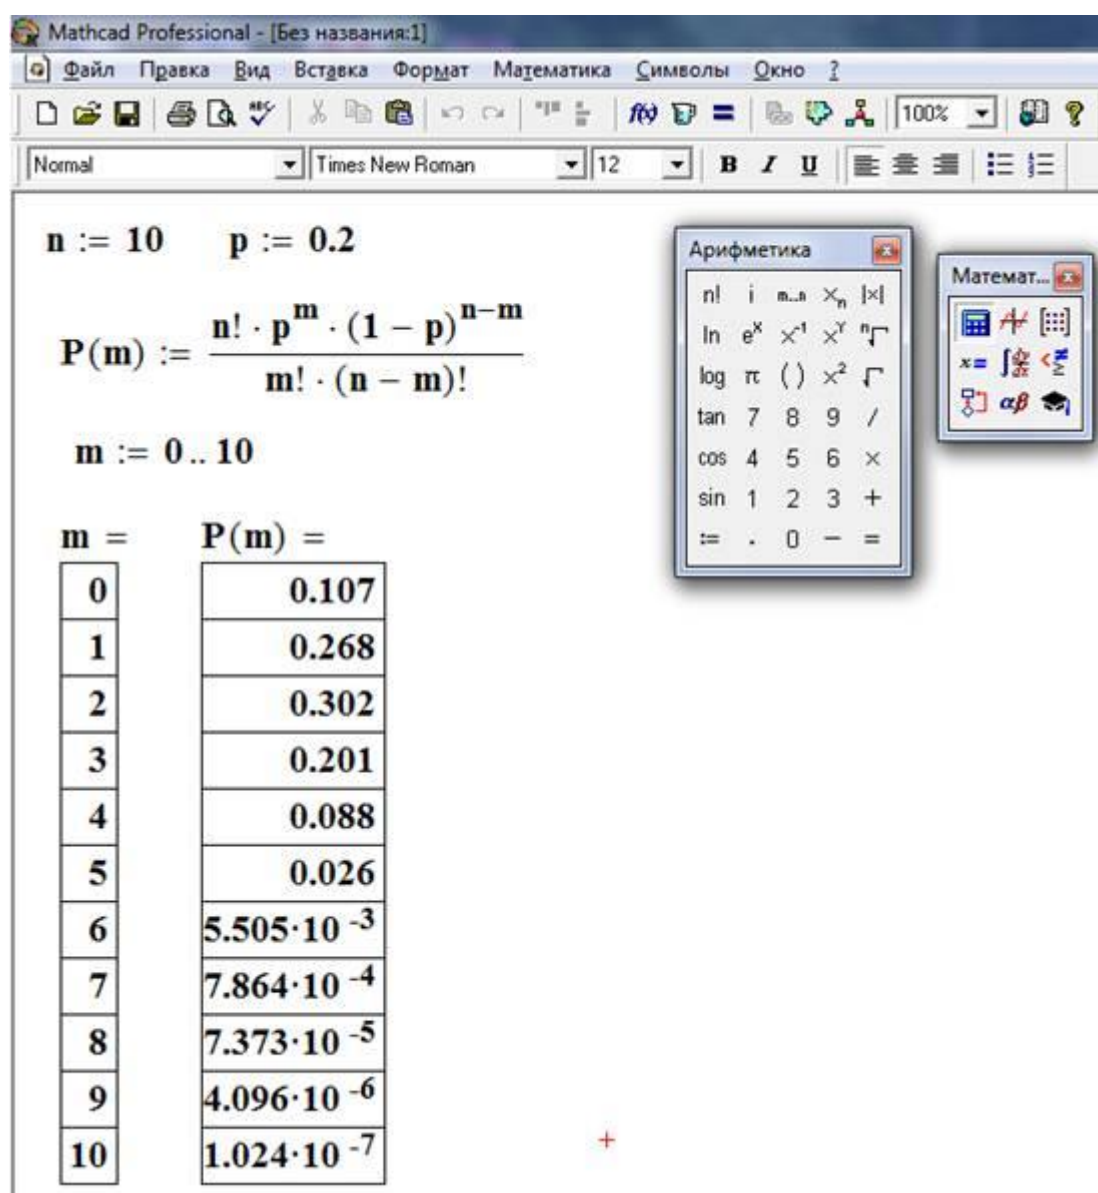 Mathcad Professional - [Без названия:1]
Файл Правка Вид Вставка Формат Математика Символы Окно ?
100%
Normal Times New Roman 12 B I U
n := 10 p := 0.2
P(m) := n! · p^m · (1 − p)^(n−m) / m! · (n − m)!
m := 0 .. 10
m = P(m) =
0 0.107
1 0.268
2 0.302
3 0.201
4 0.088
5 0.026
6 5.505·10^-3
7 7.864·10^-4
8 7.373·10^-5
9 4.096·10^-6
10 1.024·10^-7
Арифметика
n! i m..n ×n |×|
ln e^x ×^-1 ×^Y n√
log π ( ) ×^2 √
tan 7 8 9 /
cos 4 5 6 ×
sin 1 2 3 +
:= . 0 − =
Математ...
x= ∫ dy/dx <≠≥
αβ